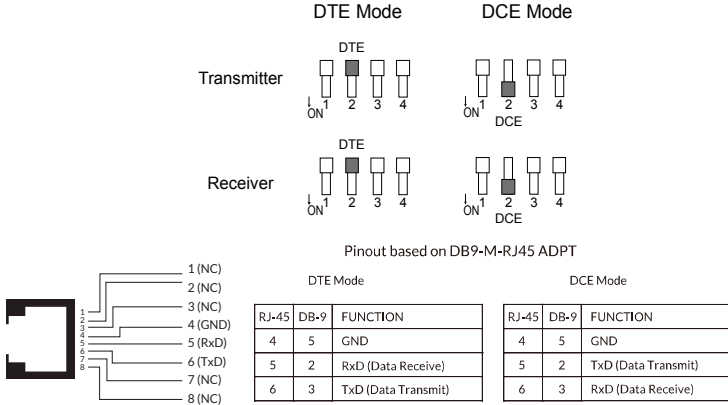 DTE Mode DCE Mode
DTE
Transmitter
ON 1 2 3 4
ON 1 2 3 4
DCE
DTE
Receiver
ON 1 2 3 4
ON 1 2 3 4
DCE
Pinout based on DB9-M-RJ45 ADPT
1 (NC)
2 (NC)
3 (NC)
4 (GND)
5 (RxD)
6 (TxD)
7 (NC)
8 (NC)
1
2
3
4
5
6
7
8
DTE Mode
RJ-45 DB-9 FUNCTION
4 5 GND
5 2 RxD (Data Receive)
6 3 TxD (Data Transmit)
DCE Mode
RJ-45 DB-9 FUNCTION
4 5 GND
5 2 TxD (Data Transmit)
6 3 RxD (Data Receive)